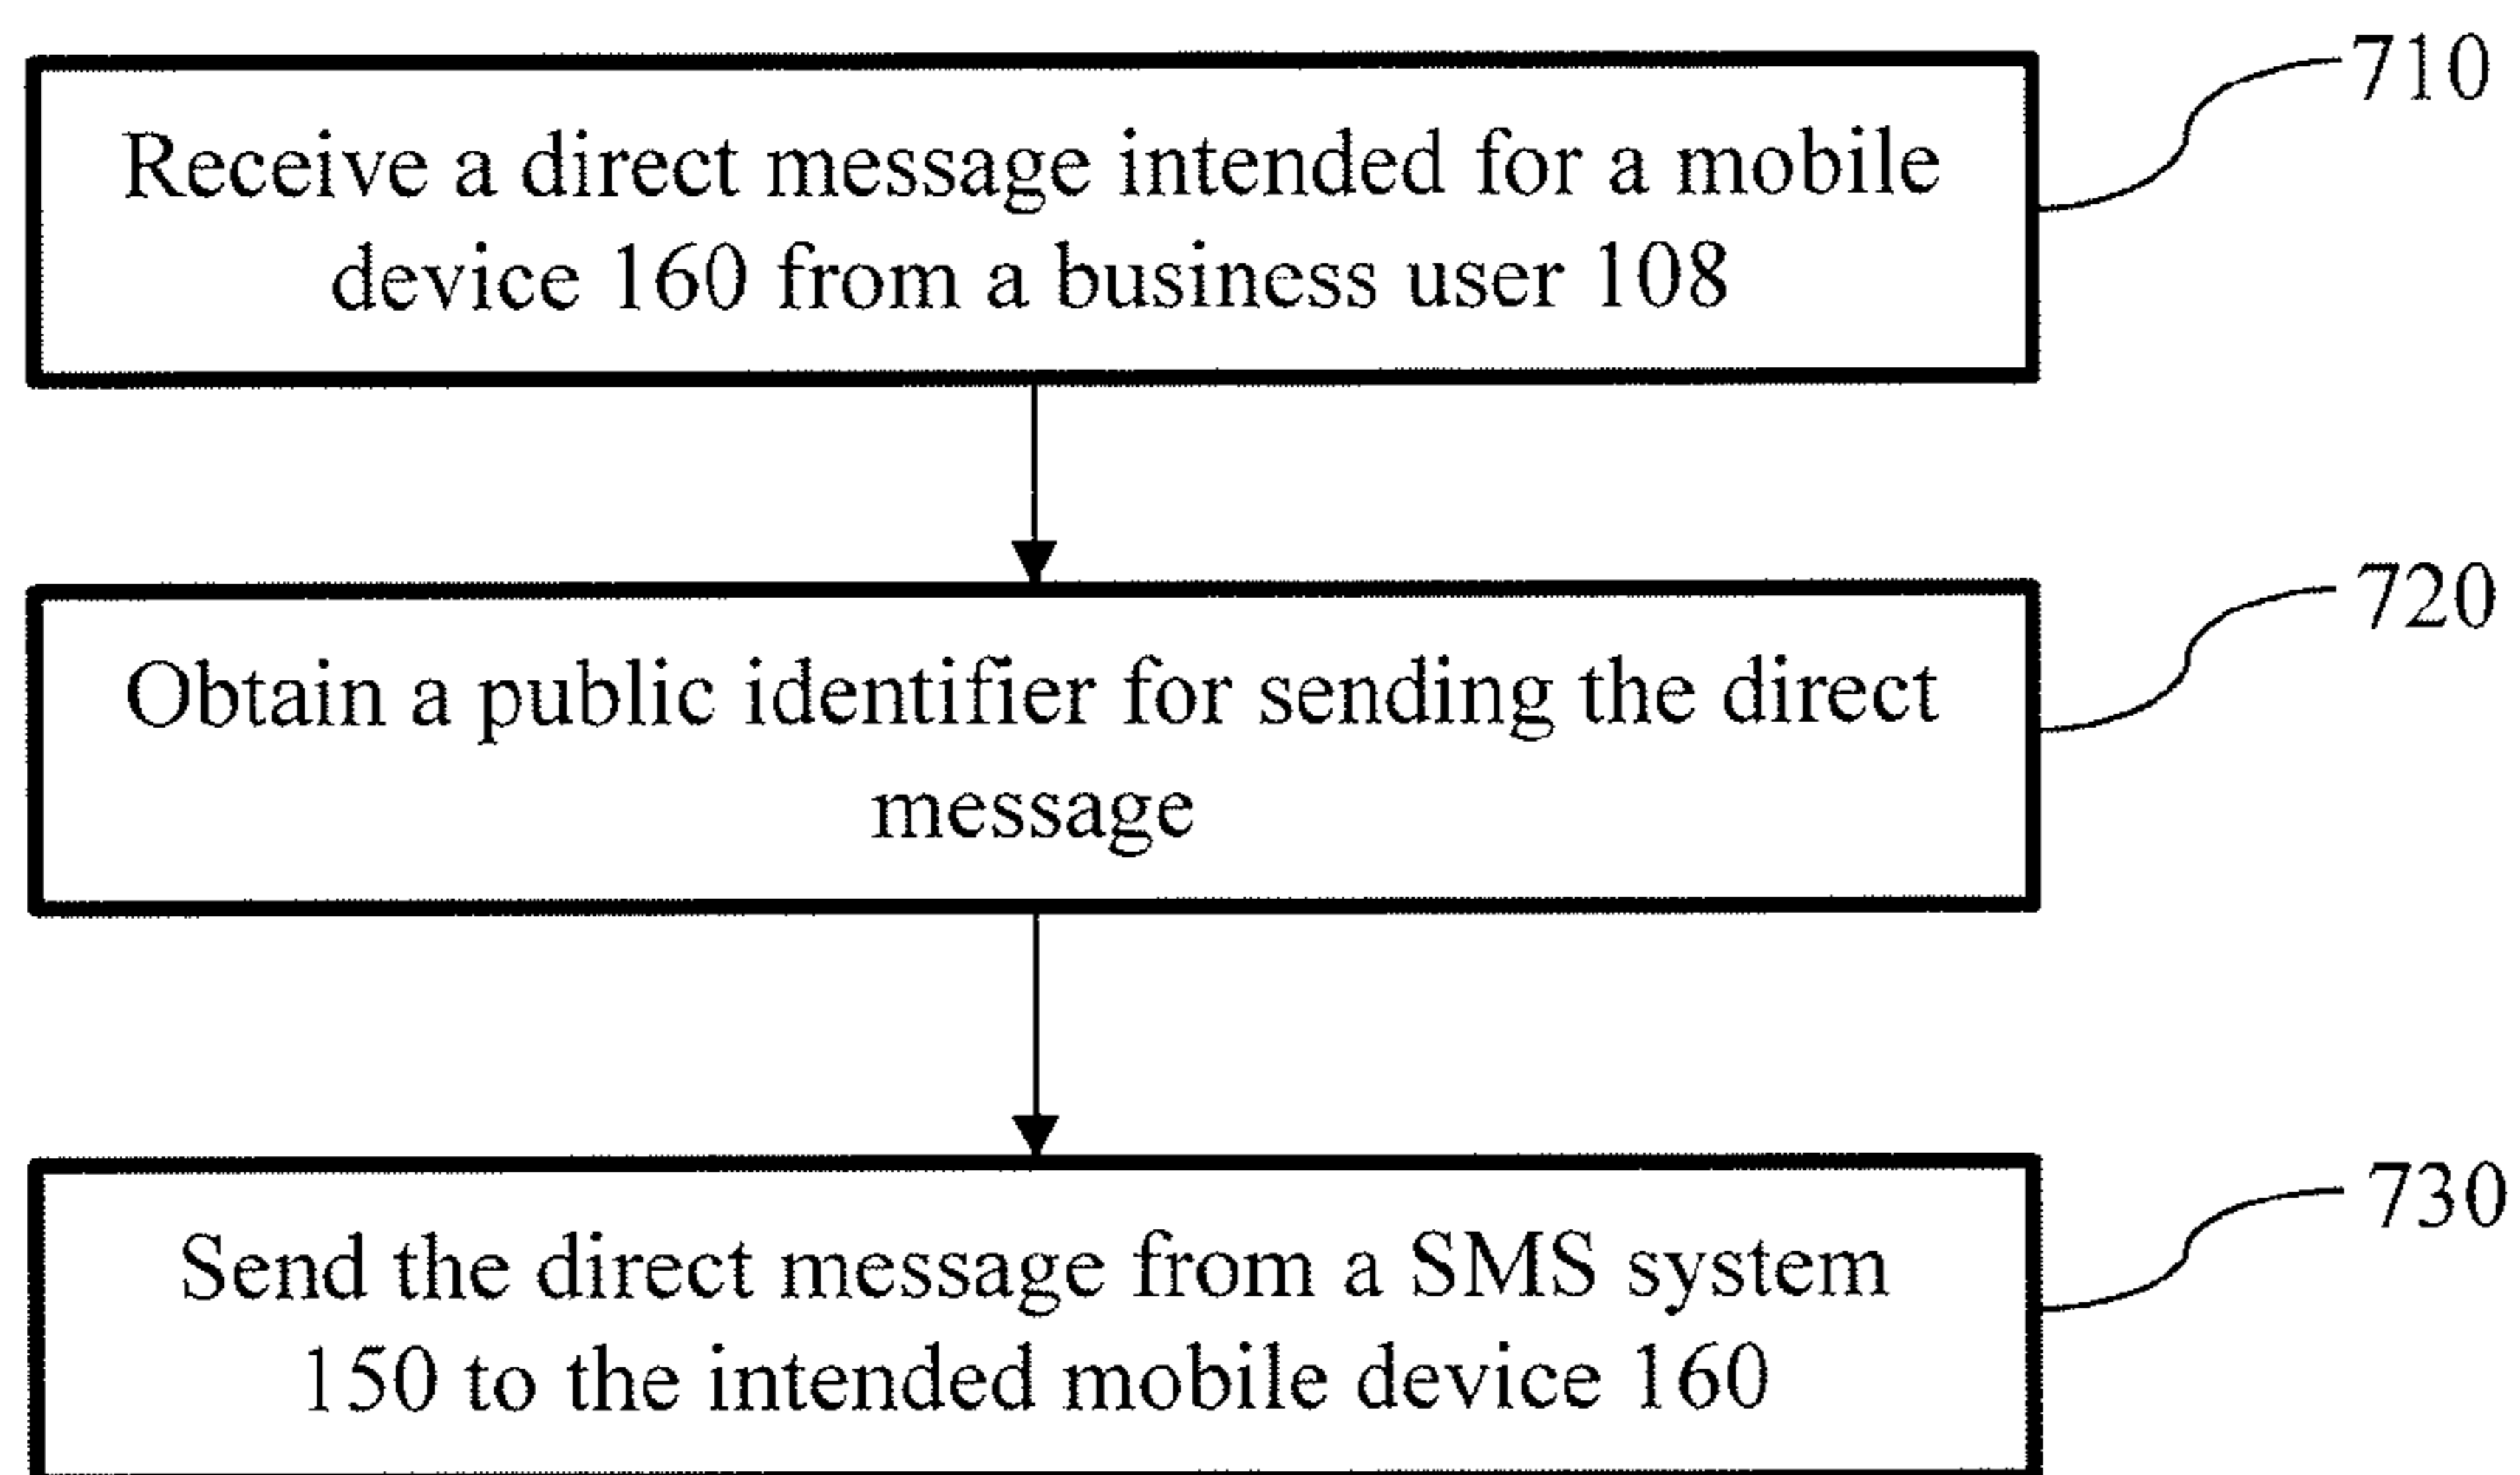 710
Receive a direct message intended for a mobile
device 160 from a business user 108
720
Obtain a public identifier for sending the direct
message
730
Send the direct message from a SMS system
150 to the intended mobile device 160